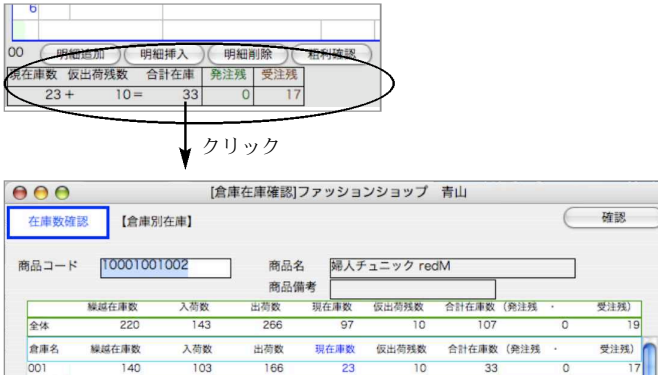 6
00 明細追加 明細挿入 明細削除 粗利確認
現在庫数 仮出荷残数 合計在庫 発注残 受注残
23 + 10 = 33 0 17
クリック
[倉庫在庫確認]ファッションショップ 青山
在庫数確認 【倉庫別在庫】 確認
商品コード 10001001002 商品名 婦人チュニック redM
商品備考
繰越在庫数 入荷数 出荷数 現在庫数 仮出荷残数 合計在庫数 (発注残 ・ 受注残)
全体 220 143 266 97 10 107 0 19
倉庫名 繰越在庫数 入荷数 出荷数 現在庫数 仮出荷残数 合計在庫数 (発注残 ・ 受注残)
001 140 103 166 23 10 33 0 17